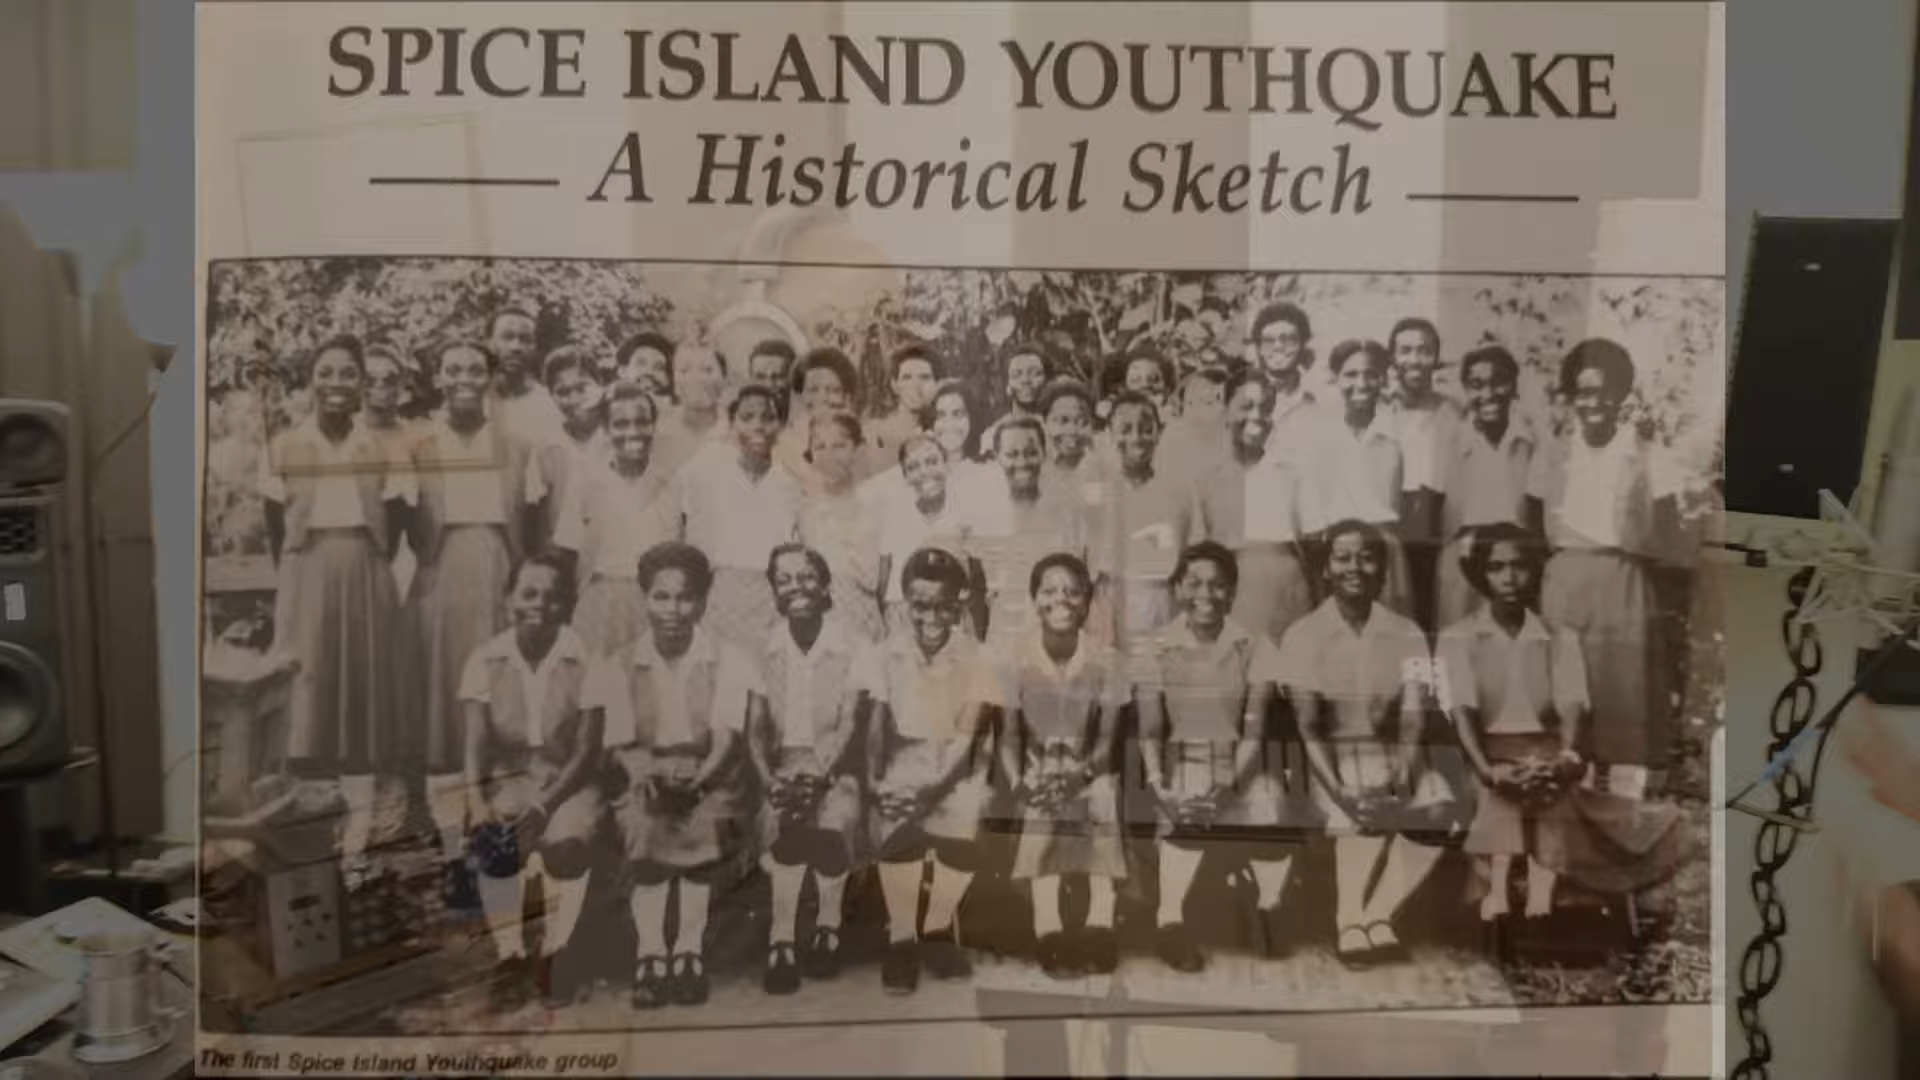 SPICE ISLAND YOUTHQUAKE
A Historical Sketch
The first Spice Island Youthquake group